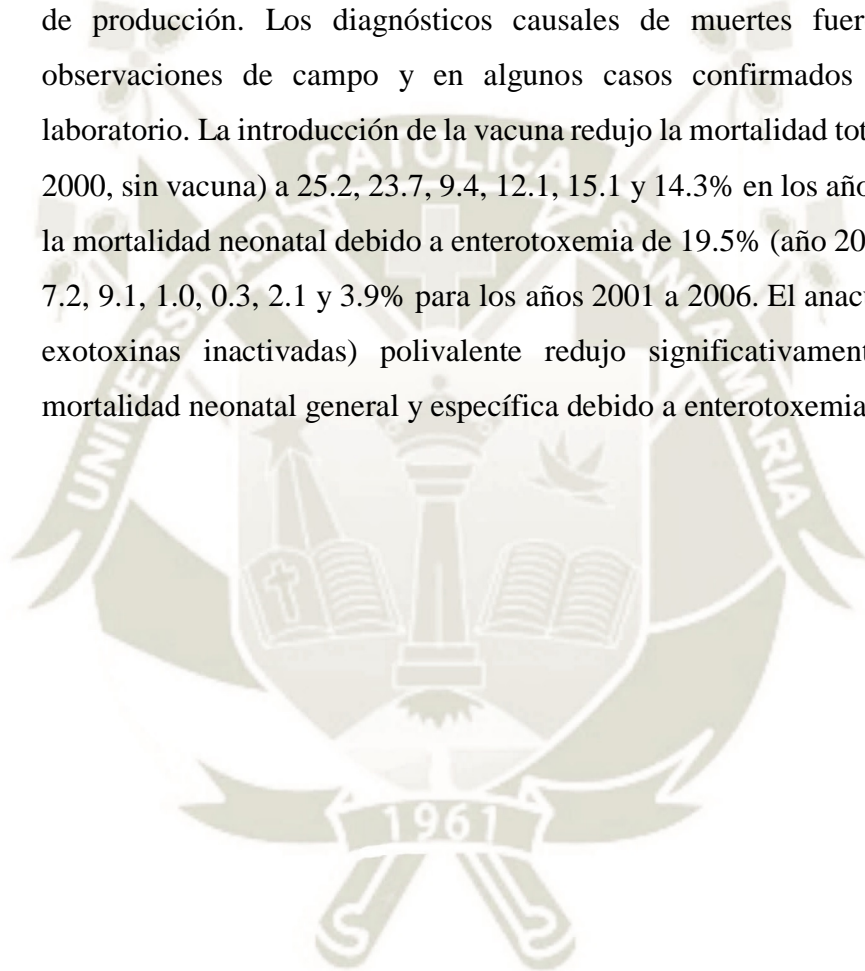 de producción. Los diagnósticos causales de muertes fuer
observaciones de campo y en algunos casos confirmados
laboratorio. La introducción de la vacuna redujo la mortalidad tot
2000, sin vacuna) a 25.2, 23.7, 9.4, 12.1, 15.1 y 14.3% en los año
la mortalidad neonatal debido a enterotoxemia de 19.5% (año 20
7.2, 9.1, 1.0, 0.3, 2.1 y 3.9% para los años 2001 a 2006. El anac
exotoxinas inactivadas) polivalente redujo significativament
mortalidad neonatal general y específica debido a enterotoxemia
UNIVERSIDAD CATOLICA SANTA MARIA
1961